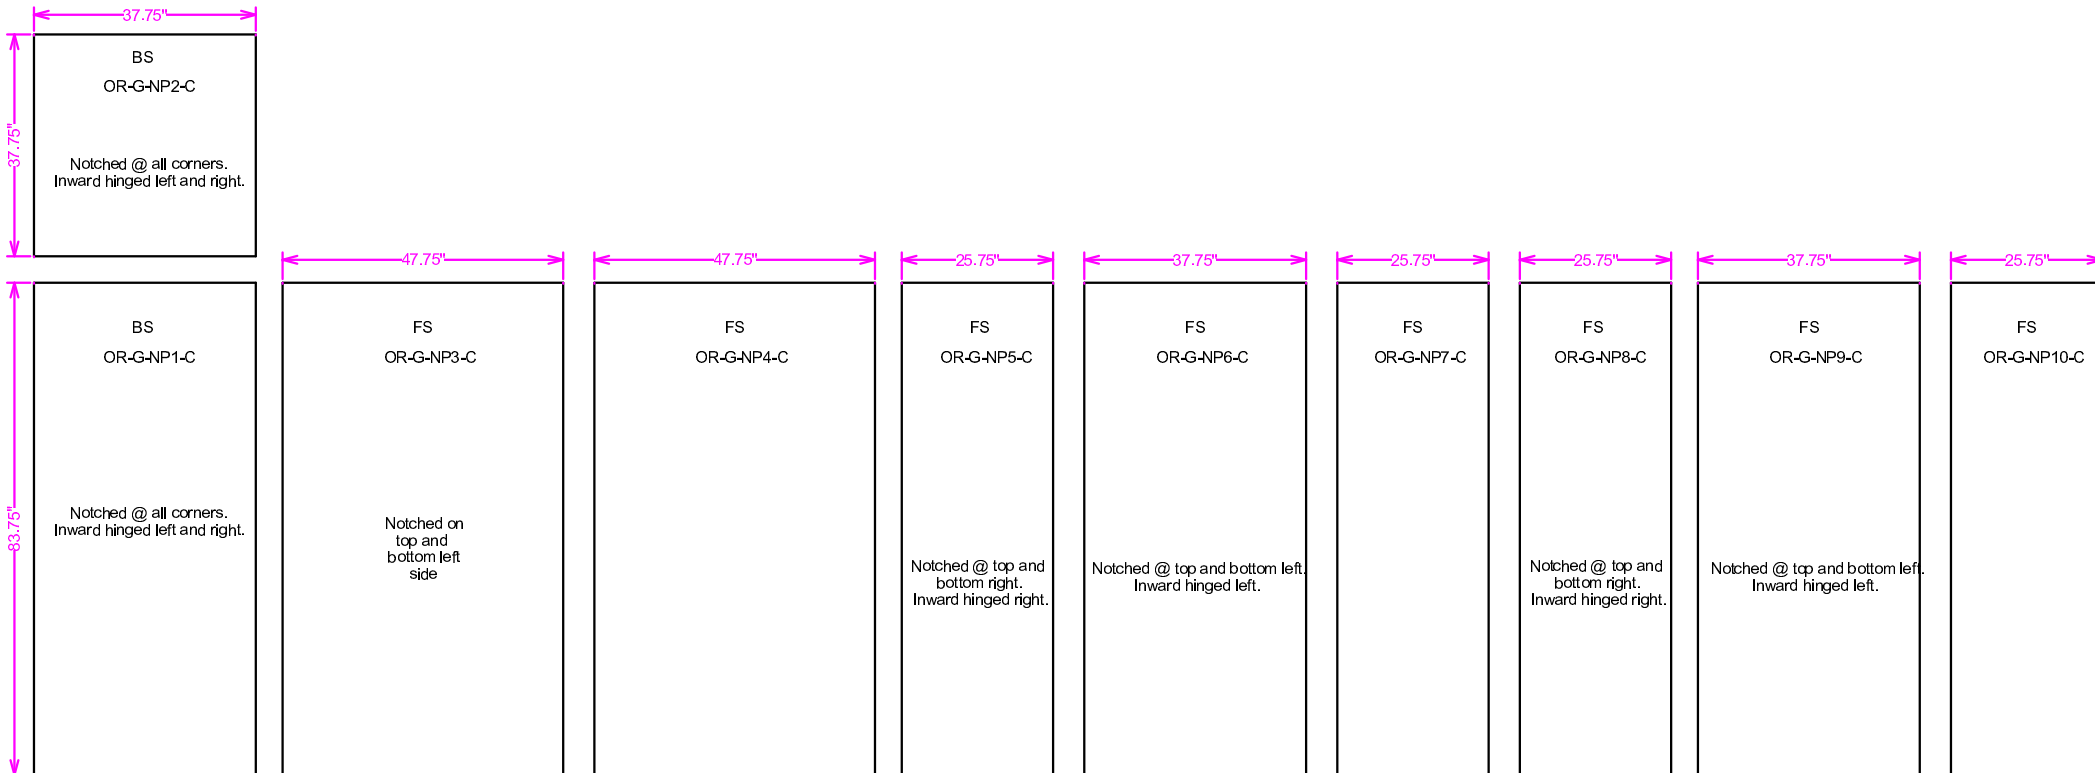 37.75"
BS
OR-G-NP2-C
37.75"
Notched @ all corners.
Inward hinged left and right.
47.75"
47.75"
25.75"
37.75"
25.75"
25.75"
37.75"
25.75"
BS
OR-G-NP1-C
83.75"
Notched @ all corners.
Inward hinged left and right.
FS
OR-G-NP3-C
Notched on
top and
bottom left
side
FS
OR-G-NP4-C
FS
OR-G-NP5-C
Notched @ top and
bottom right.
Inward hinged right.
FS
OR-G-NP6-C
Notched @ top and bottom left.
Inward hinged left.
FS
OR-G-NP7-C
FS
OR-G-NP8-C
Notched @ top and
bottom right.
Inward hinged right.
FS
OR-G-NP9-C
Notched @ top and bottom left.
Inward hinged left.
FS
OR-G-NP10-C